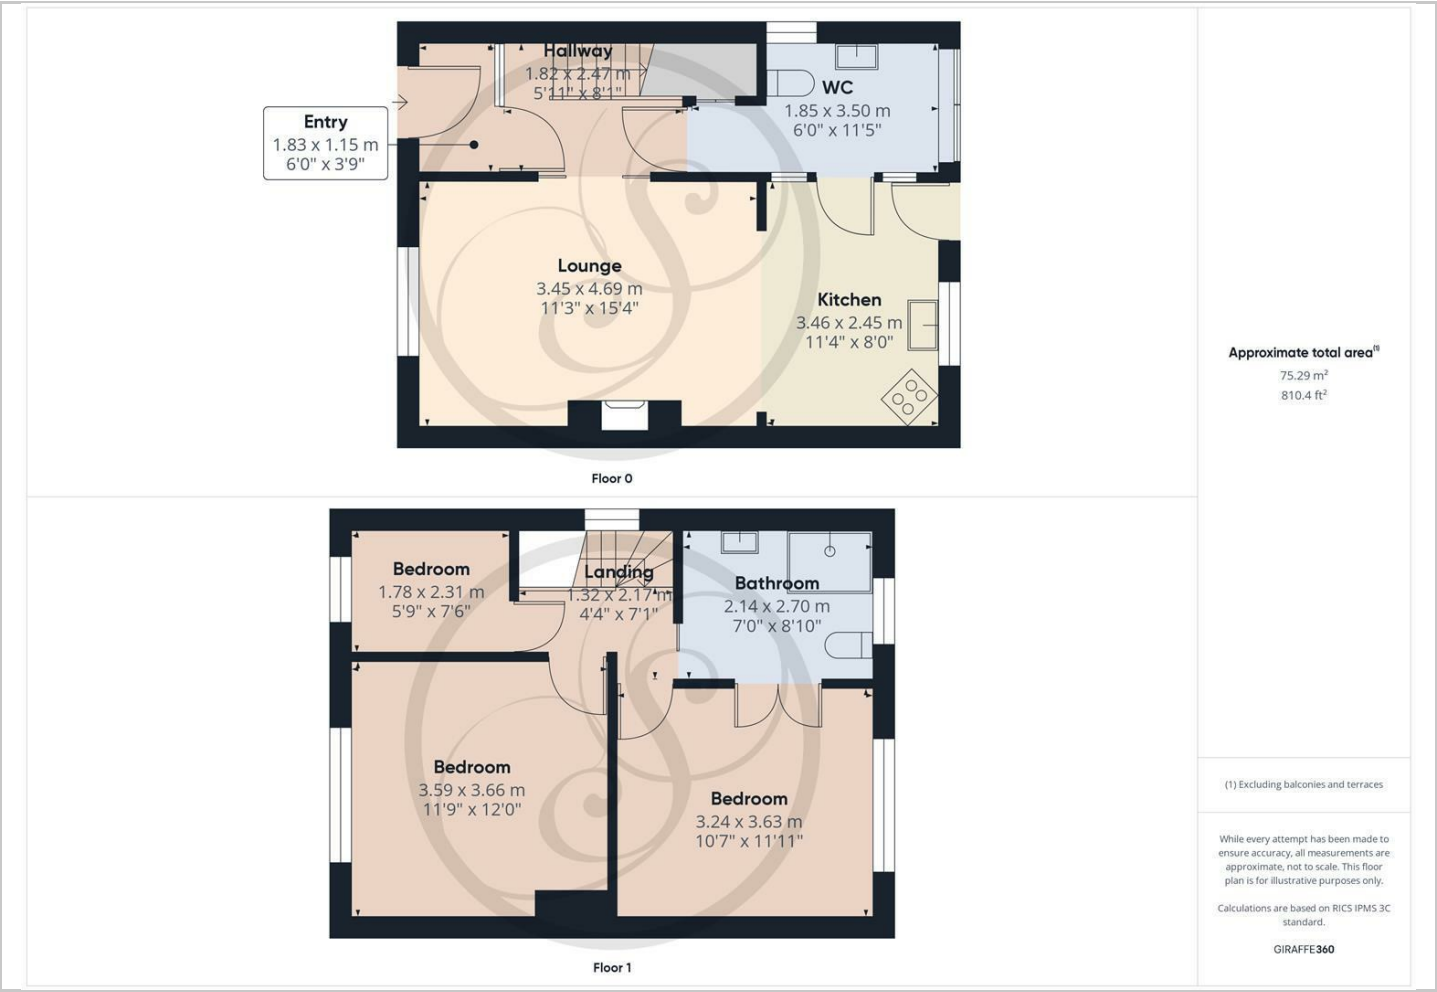 Hallway
1.82 x 2.47 m
5'11" x 8'1"
WC
1.85 x 3.50 m
6'0" x 11'5"
Entry
1.83 x 1.15 m
6'0" x 3'9"
Lounge
3.45 x 4.69 m
11'3" x 15'4"
Kitchen
3.46 x 2.45 m
11'4" x 8'0"
Floor 0
Bedroom
1.78 x 2.31 m
5'9" x 7'6"
Landing
1.32 x 2.17 m
4'4" x 7'1"
Bathroom
2.14 x 2.70 m
7'0" x 8'10"
Bedroom
3.59 x 3.66 m
11'9" x 12'0"
Bedroom
3.24 x 3.63 m
10'7" x 11'11"
Floor 1
Approximate total area(1)
75.29 m²
810.4 ft²
(1) Excluding balconies and terraces
While every attempt has been made to
ensure accuracy, all measurements are
approximate, not to scale. This floor
plan is for illustrative purposes only.
Calculations are based on RICS IPMS 3C
standard.
GIRAFFE360